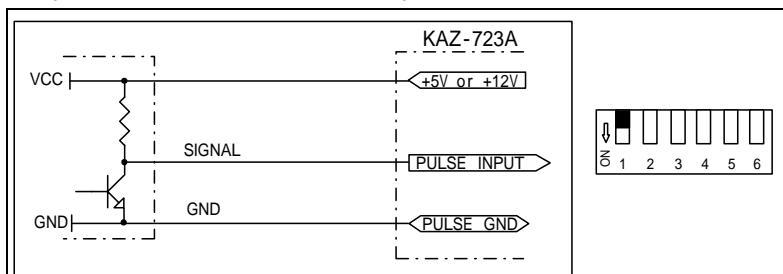 KAZ-723A
VCC
+5V or +12V
SIGNAL
PULSE INPUT
GND
GND
PULSE GND
ON
1 2 3 4 5 6